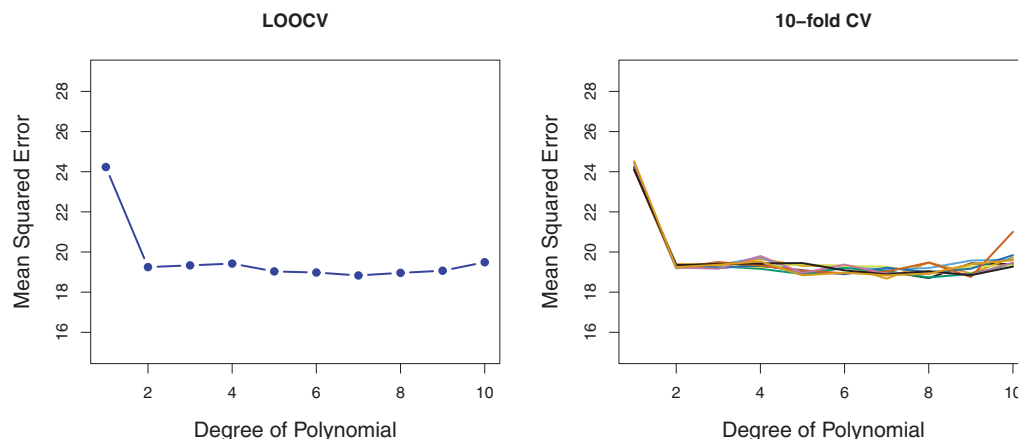 LOOCV
Mean Squared Error
16 18 20 22 24 26 28
2 4 6 8 10
Degree of Polynomial
10−fold CV
Mean Squared Error
16 18 20 22 24 26 28
2 4 6 8 10
Degree of Polynomial